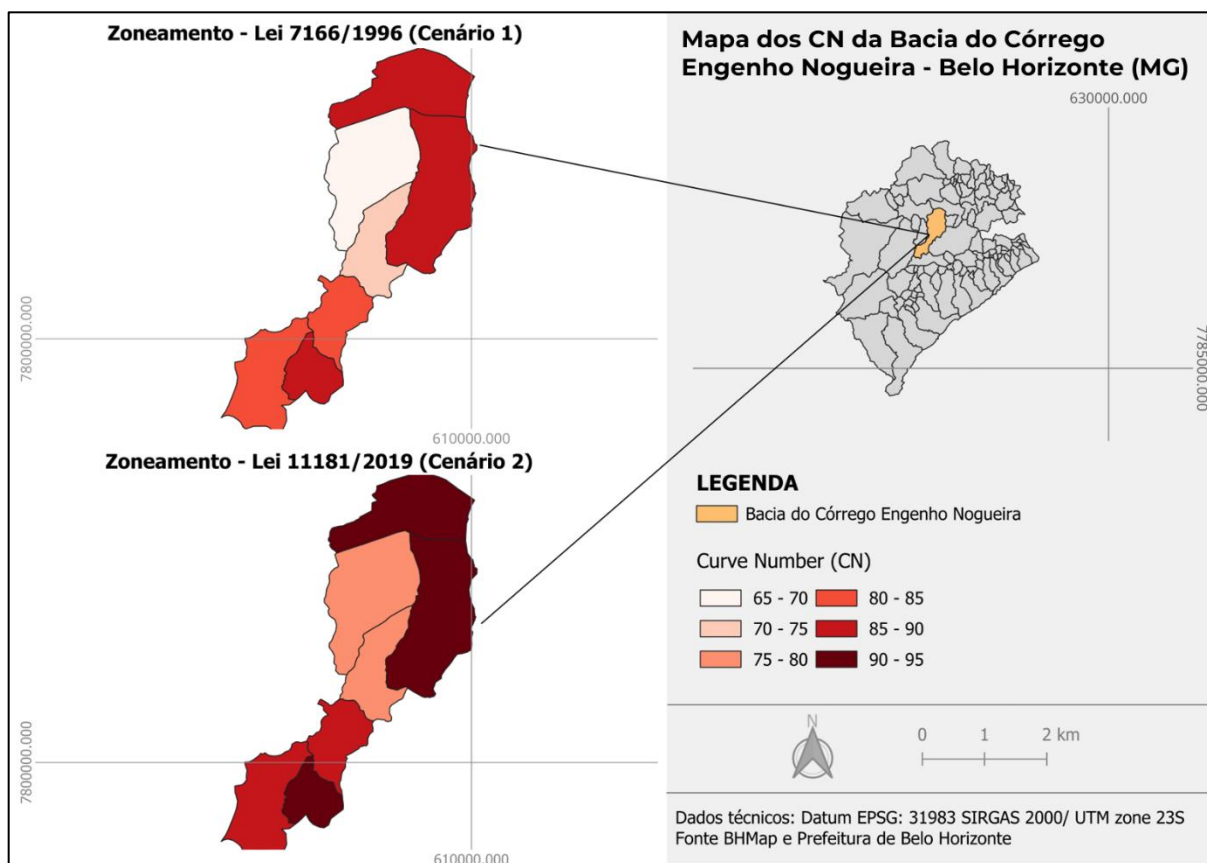 Zoneamento - Lei 7166/1996 (Cenário 1)
7800000.000
610000.000
Zoneamento - Lei 11181/2019 (Cenário 2)
7800000.000
610000.000
Mapa dos CN da Bacia do Córrego
Engenho Nogueira - Belo Horizonte (MG)
630000.000
7785000.000
LEGENDA
Bacia do Córrego Engenho Nogueira
Curve Number (CN)
65 - 70 80 - 85
70 - 75 85 - 90
75 - 80 90 - 95
N
0 1 2 km
Dados técnicos: Datum EPSG: 31983 SIRGAS 2000/ UTM zone 23S
Fonte BHMap e Prefeitura de Belo Horizonte